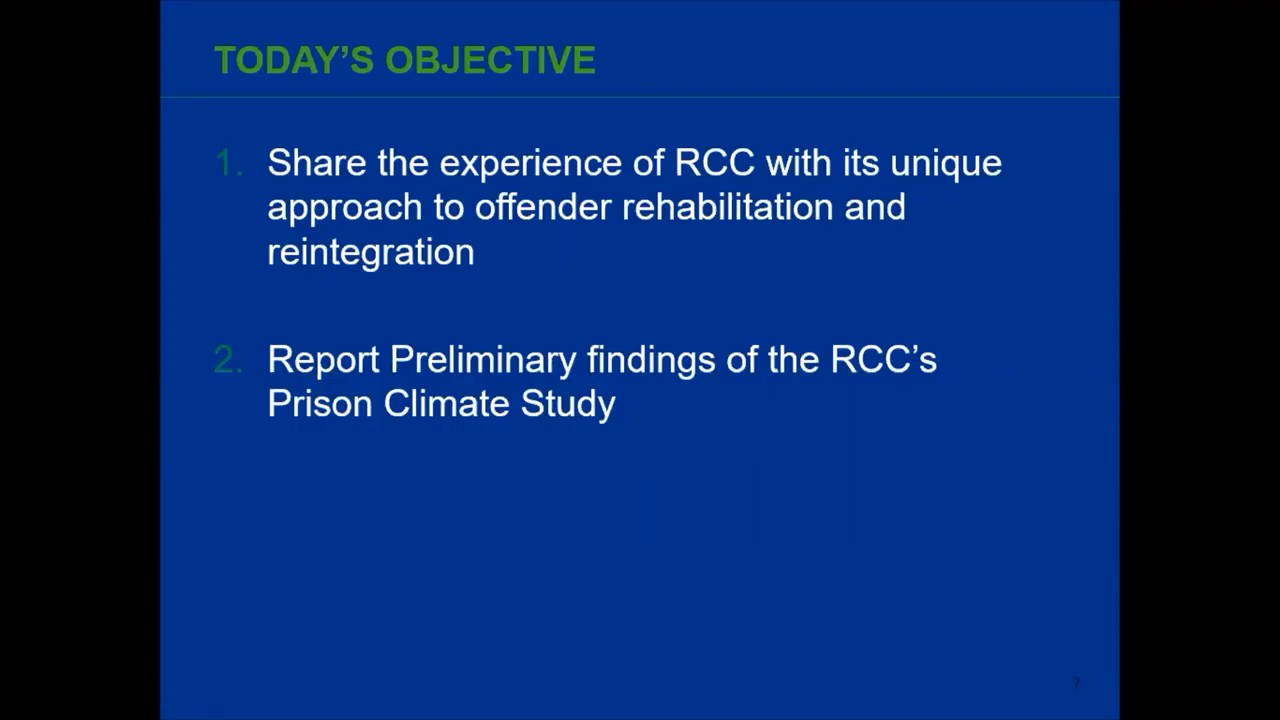 TODAY’S OBJECTIVE
1. Share the experience of RCC with its unique
approach to offender rehabilitation and
reintegration
2. Report Preliminary findings of the RCC’s
Prison Climate Study
7